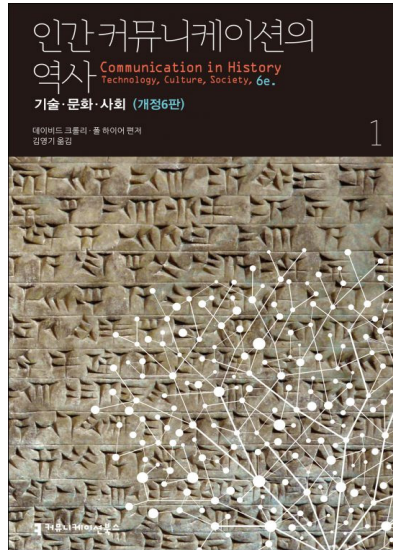 인간 커뮤니케이션의
역사 Communication in History
Technology, Culture, Society, 6e.
기술·문화·사회 (개정6판)
데이비드 크롤리·폴 하이어 편저
김영기 옮김
1
커뮤니케이션북스